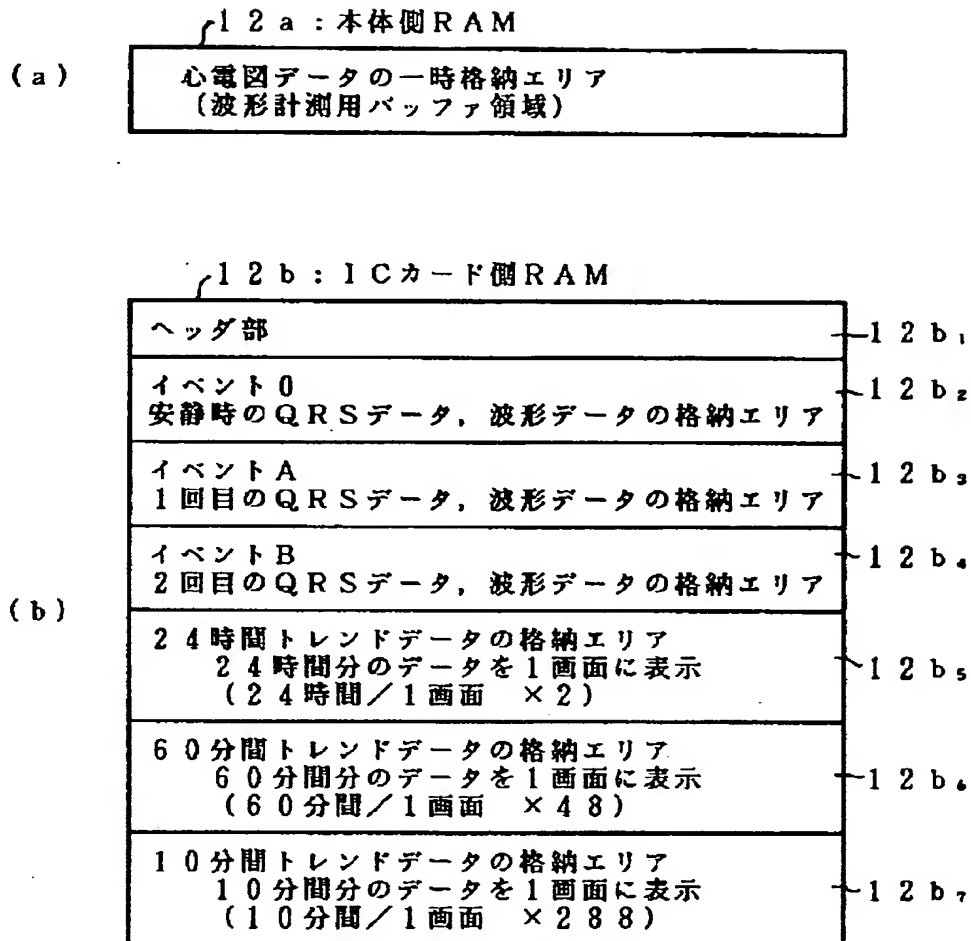 12a：本体側RAM
(a)
心電図データの一時格納エリア
(波形計測用バッファ領域)
12b：ICカード側RAM
ヘッダ部 12b₁
イベント0 12b₂
安静時のQRSデータ，波形データの格納エリア
イベントA 12b₃
1回目のQRSデータ，波形データの格納エリア
イベントB 12b₄
2回目のQRSデータ，波形データの格納エリア
(b)
24時間トレンドデータの格納エリア
24時間分のデータを1画面に表示 12b₅
(24時間／1画面 ×2)
60分間トレンドデータの格納エリア
60分間分のデータを1画面に表示 12b₆
(60分間／1画面 ×48)
10分間トレンドデータの格納エリア
10分間分のデータを1画面に表示 12b₇
(10分間／1画面 ×288)